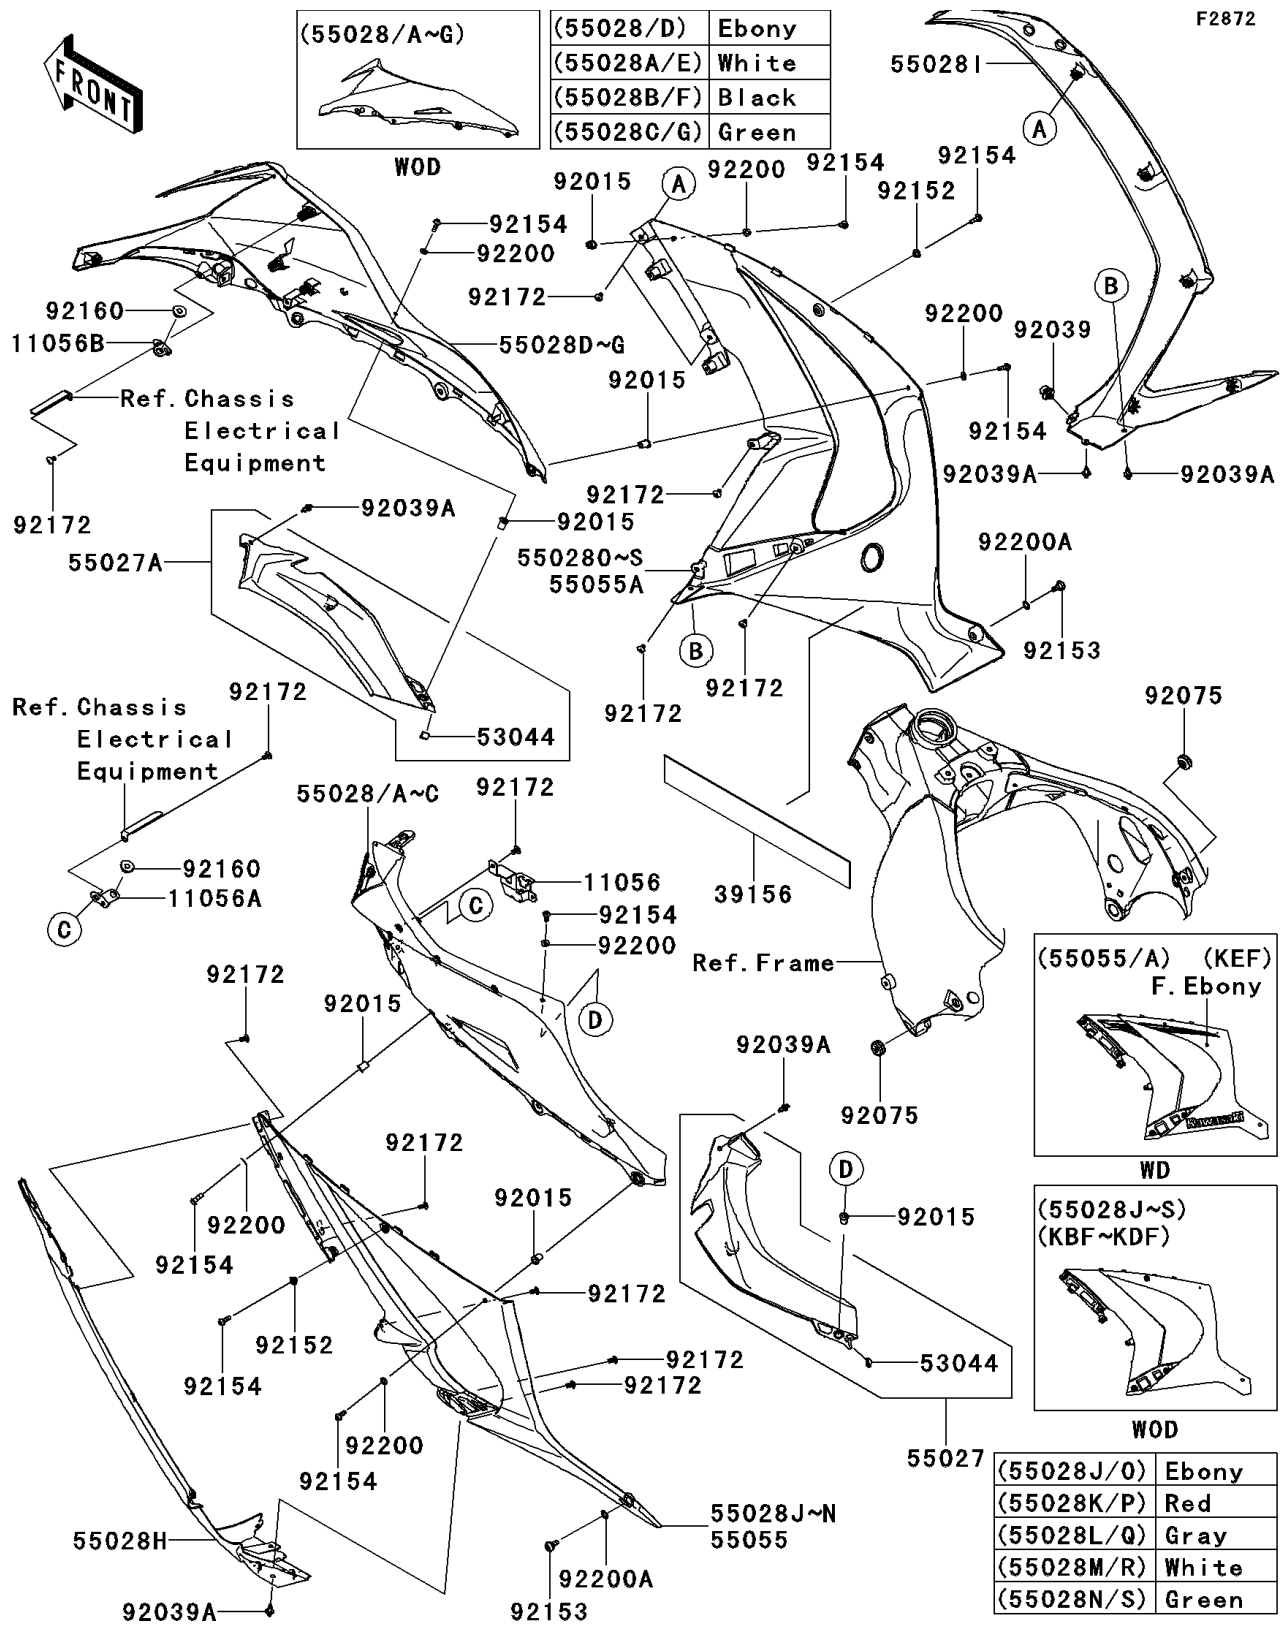 F2872
FRONT
(55028/A~G)
WOD
(55028/D) Ebony
(55028A/E) White
(55028B/F) Black
(55028C/G) Green
55028I
A
92015
A
92200
92154
92154
92152
92154
92200
92172
92160
11056B
55028D~G
92200
92039
B
92015
Ref.Chassis
Electrical
Equipment
92154
92039A
92039A
92172
92172
92039A
92015
55027A
55028O~S
55055A
92200A
92153
B
92172
92172
92172
Ref.Chassis
Electrical
Equipment
53044
92075
55028/A~C
92172
92160
11056A
C
11056
C
92154
92200
39156
Ref.Frame
92172
92015
D
92039A
92075
(55055/A) (KEF)
F.Ebony
Kawasaki
WD
92172
92015
D
92015
92200
92154
92172
92152
92154
92172
92172
53044
(55028J~S)
(KBF~KDF)
WOD
92200
92154
55027
55028J~N
55055
55028H
92200A
92153
92039A
(55028J/O) Ebony
(55028K/P) Red
(55028L/Q) Gray
(55028M/R) White
(55028N/S) Green